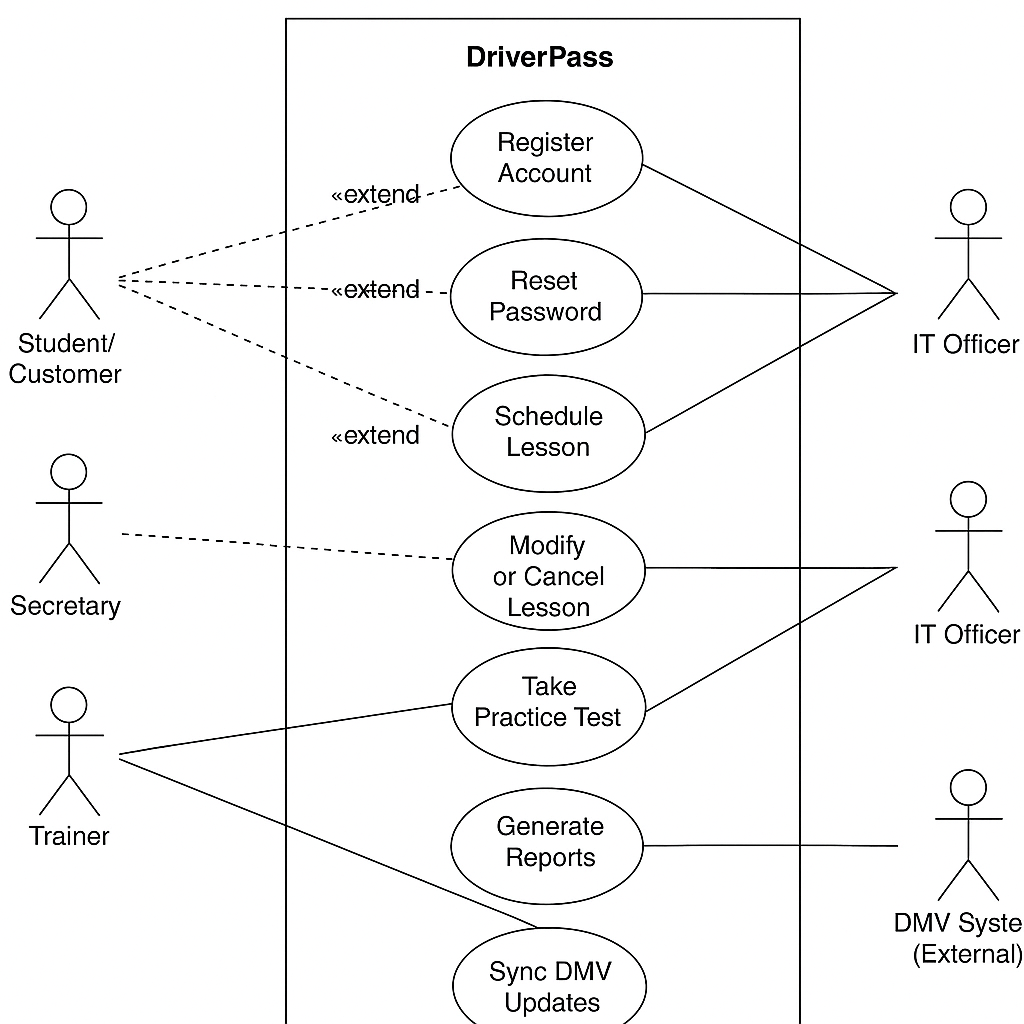 DriverPass
Register
Account
«extend
Student/
Customer
IT Officer
Reset
Password
«extend
Schedule
Lesson
«extend
Secretary
Modify
or Cancel
Lesson
IT Officer
Take
Practice Test
Trainer
Generate
Reports
DMV Syste
(External)
Sync DMV
Updates